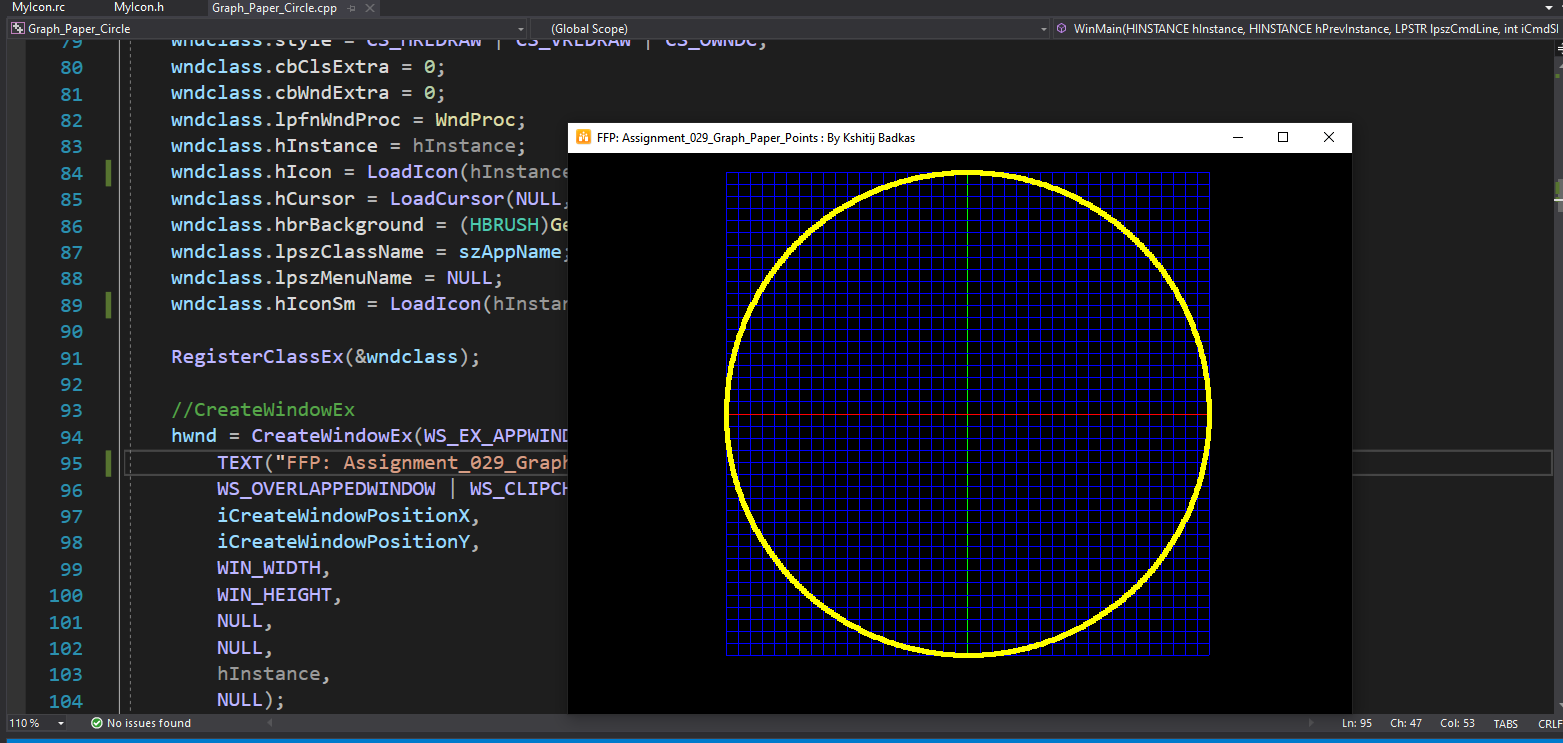 MyIcon.rc MyIcon.h Graph_Paper_Circle.cpp
Graph_Paper_Circle (Global Scope) WinMain(HINSTANCE hInstance, HINSTANCE hPrevInstance, LPSTR lpszCmdLine, int iCmdSl
79 wndclass.style = CS_HREDRAW | CS_VREDRAW | CS_OWNDC;
80 wndclass.cbClsExtra = 0;
81 wndclass.cbWndExtra = 0;
82 wndclass.lpfnWndProc = WndProc;
83 wndclass.hInstance = hInstance;
84 wndclass.hIcon = LoadIcon(hInstance
85 wndclass.hCursor = LoadCursor(NULL,
86 wndclass.hbrBackground = (HBRUSH)Ge
87 wndclass.lpszClassName = szAppName;
88 wndclass.lpszMenuName = NULL;
89 wndclass.hIconSm = LoadIcon(hInstan
90
91 RegisterClassEx(&wndclass);
92
93 //CreateWindowEx
94 hwnd = CreateWindowEx(WS_EX_APPWIND
95 TEXT("FFP: Assignment_029_Graph
96 WS_OVERLAPPEDWINDOW | WS_CLIPCH
97 iCreateWindowPositionX,
98 iCreateWindowPositionY,
99 WIN_WIDTH,
100 WIN_HEIGHT,
101 NULL,
102 NULL,
103 hInstance,
104 NULL);
FFP: Assignment_029_Graph_Paper_Points : By Kshitij Badkas
110 % No issues found Ln: 95 Ch: 47 Col: 53 TABS CRLF